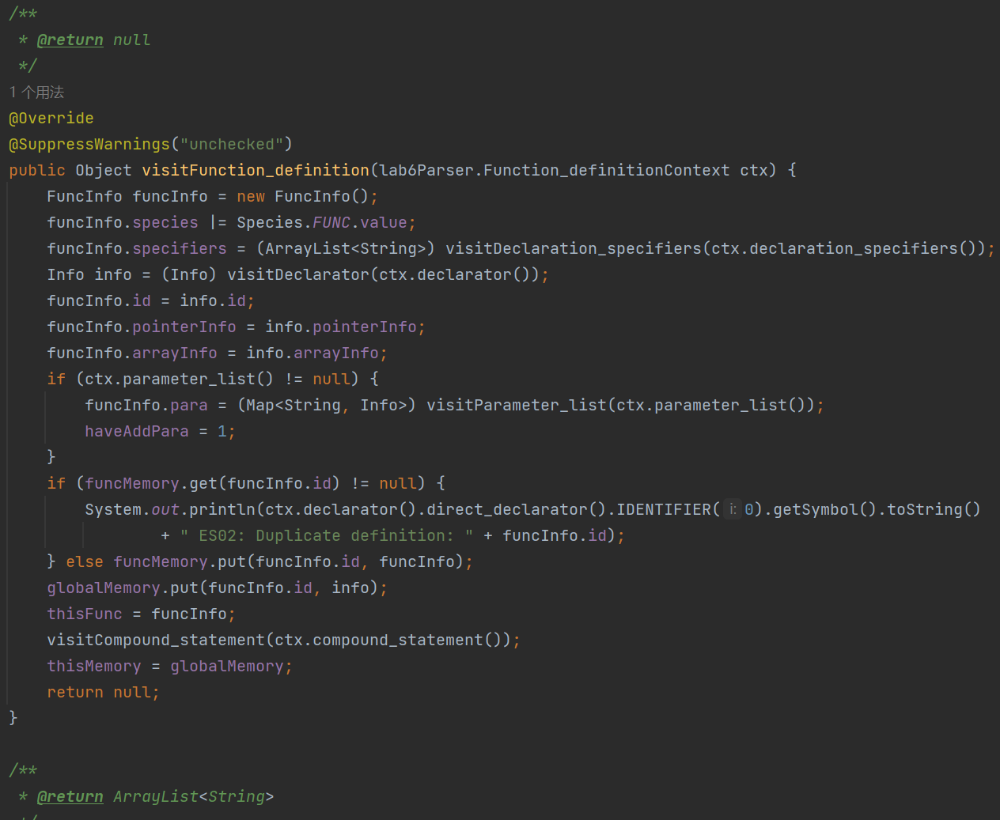 /**
 * @return null
 */
1 个用法
@Override
@SuppressWarnings("unchecked")
public Object visitFunction_definition(lab6Parser.Function_definitionContext ctx) {
    FuncInfo funcInfo = new FuncInfo();
    funcInfo.species |= Species.FUNC.value;
    funcInfo.specifiers = (ArrayList<String>) visitDeclaration_specifiers(ctx.declaration_specifiers());
    Info info = (Info) visitDeclarator(ctx.declarator());
    funcInfo.id = info.id;
    funcInfo.pointerInfo = info.pointerInfo;
    funcInfo.arrayInfo = info.arrayInfo;
    if (ctx.parameter_list() != null) {
        funcInfo.para = (Map<String, Info>) visitParameter_list(ctx.parameter_list());
        haveAddPara = 1;
    }
    if (funcMemory.get(funcInfo.id) != null) {
        System.out.println(ctx.declarator().direct_declarator().IDENTIFIER( i: 0).getSymbol().toString()
                + " ES02: Duplicate definition: " + funcInfo.id);
    } else funcMemory.put(funcInfo.id, funcInfo);
    globalMemory.put(funcInfo.id, info);
    thisFunc = funcInfo;
    visitCompound_statement(ctx.compound_statement());
    thisMemory = globalMemory;
    return null;
}
/**
 * @return ArrayList<String>